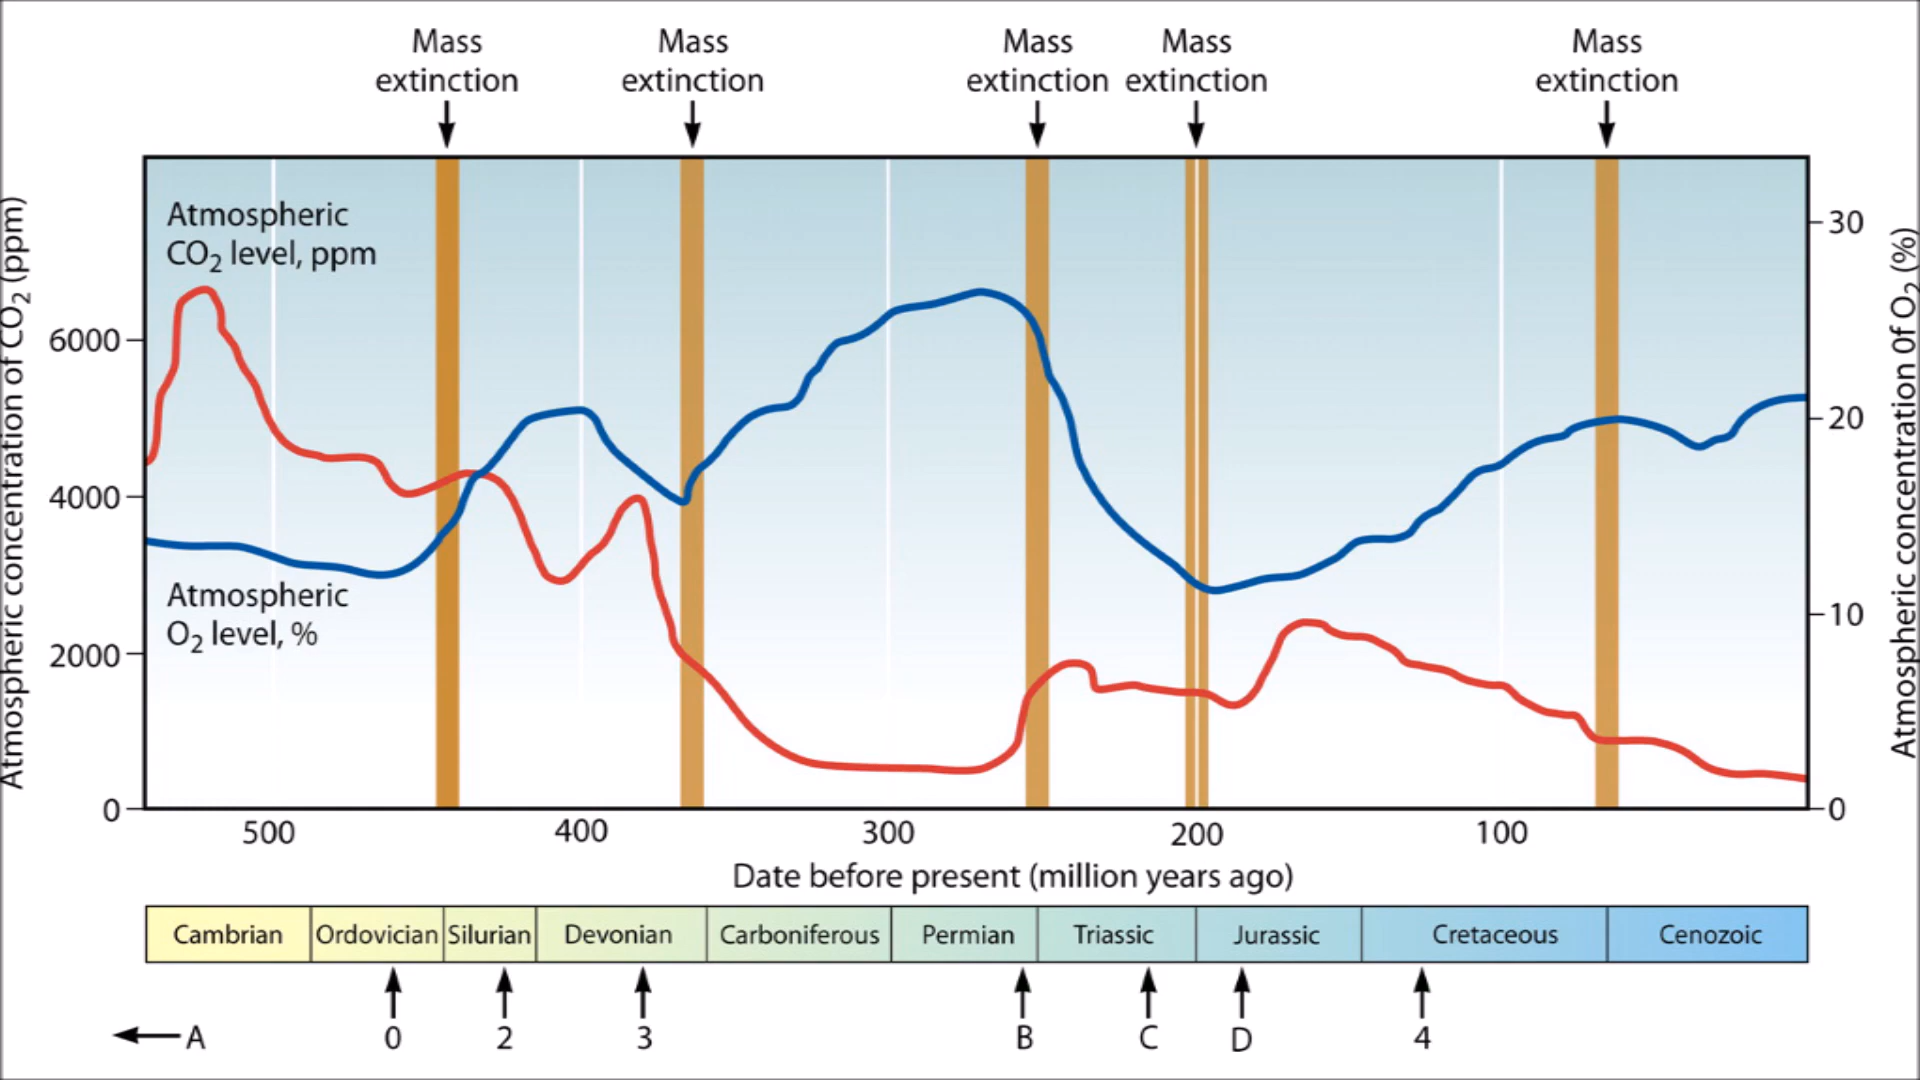 Mass
extinction
Mass
extinction
Mass
extinction
Mass
extinction
Mass
extinction
Atmospheric
CO2 level, ppm
Atmospheric
O2 level, %
Atmospheric concentration of CO2 (ppm)
6000
4000
2000
0
Atmospheric concentration of O2 (%)
30
20
10
0
500 400 300 200 100
Date before present (million years ago)
Cambrian Ordovician Silurian Devonian Carboniferous Permian Triassic Jurassic Cretaceous Cenozoic
A 0 2 3 B C D 4